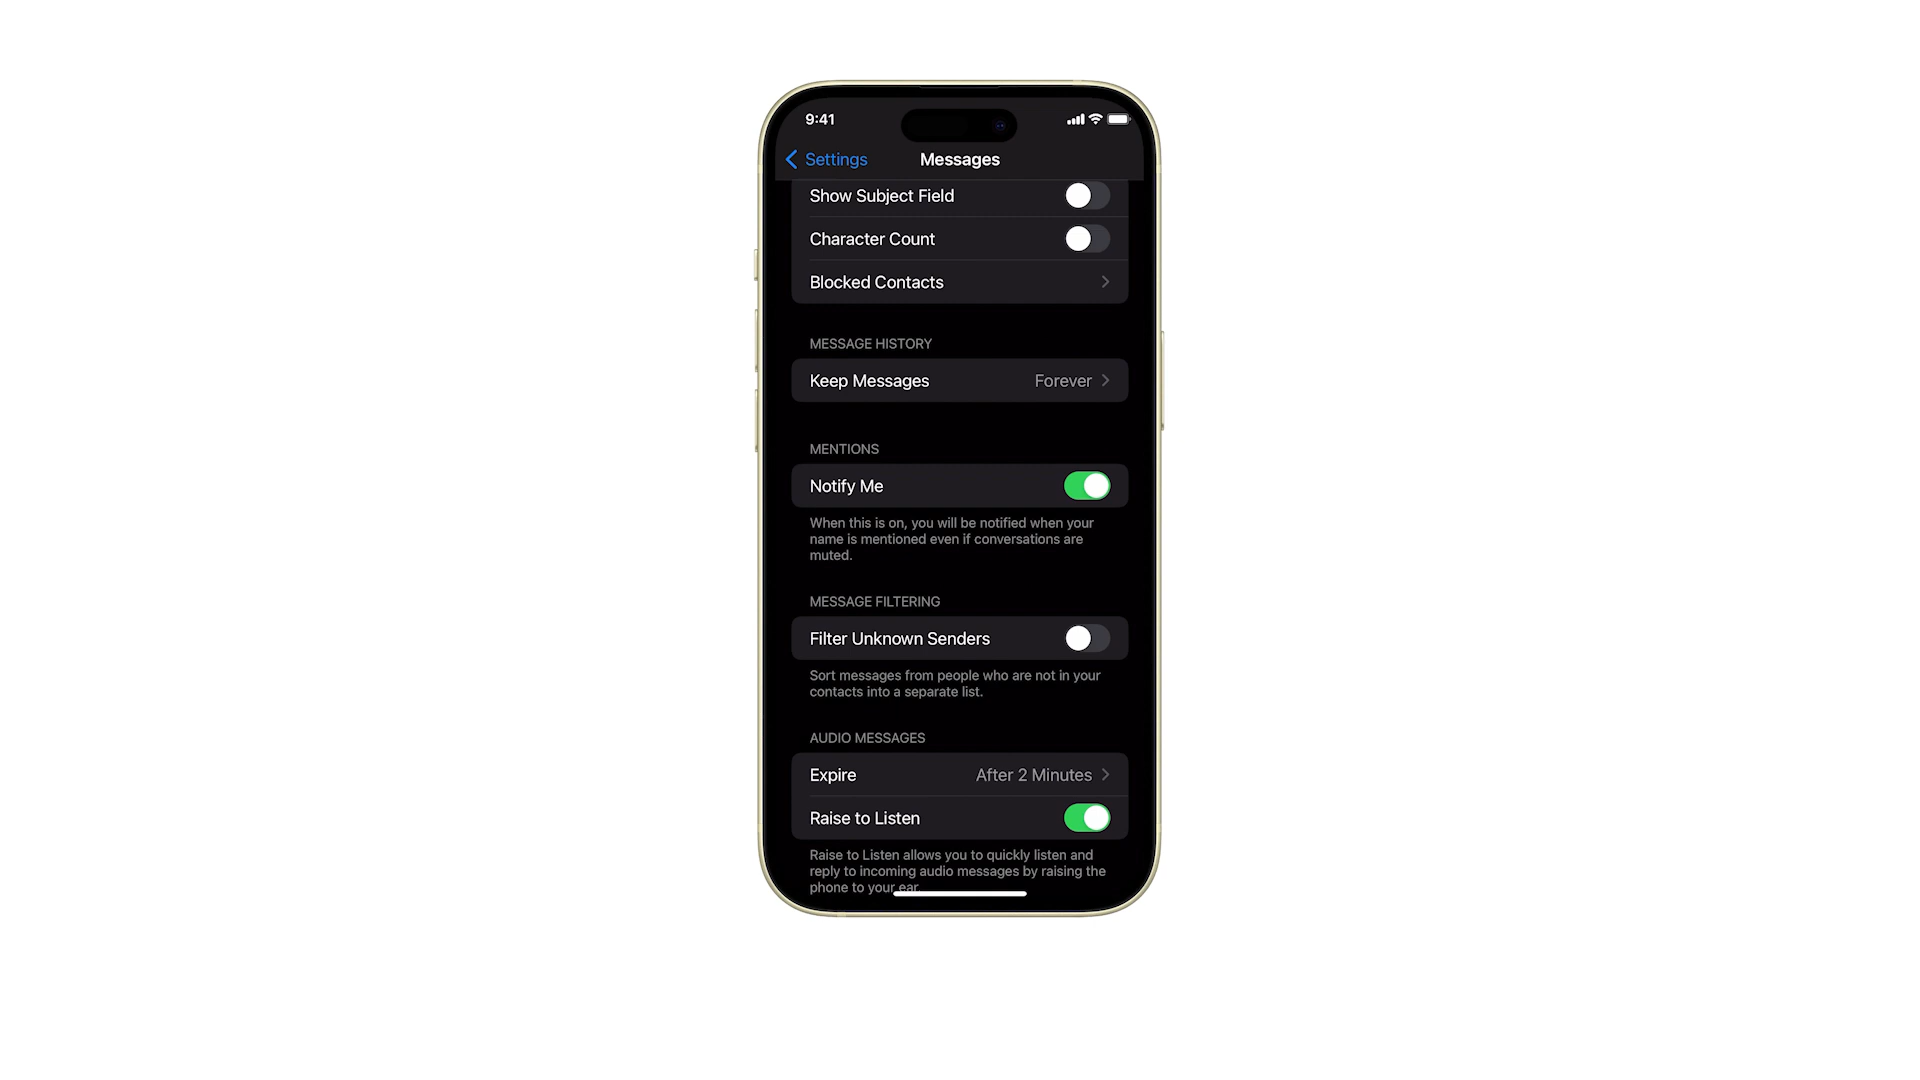 9:41
Settings
Messages
Show Subject Field
Character Count
Blocked Contacts
MESSAGE HISTORY
Keep Messages Forever
MENTIONS
Notify Me
When this is on, you will be notified when your
name is mentioned even if conversations are
muted.
MESSAGE FILTERING
Filter Unknown Senders
Sort messages from people who are not in your
contacts into a separate list.
AUDIO MESSAGES
Expire After 2 Minutes
Raise to Listen
Raise to Listen allows you to quickly listen and
reply to incoming audio messages by raising the
phone to your ear.